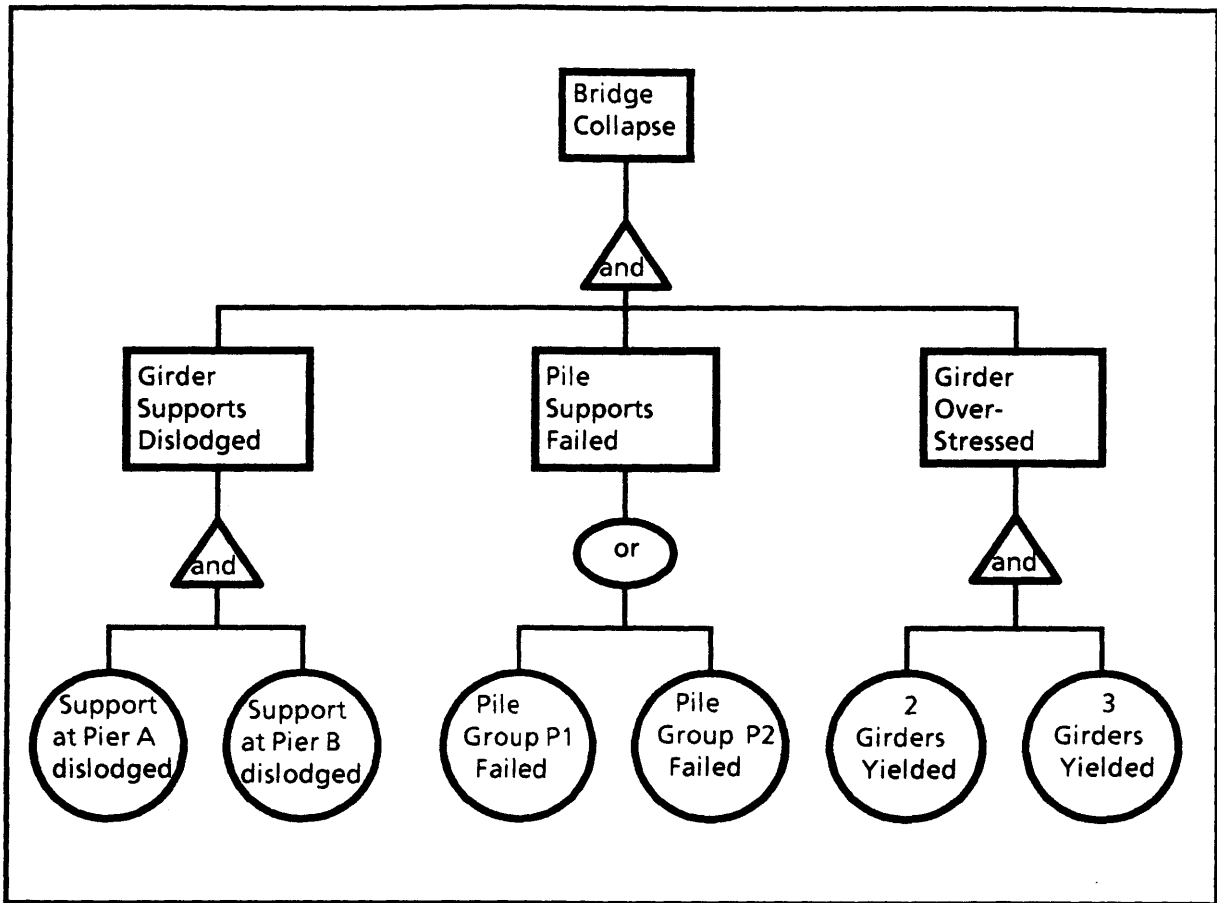 Bridge
Collapse
and
Girder
Supports
Dislodged
Pile
Supports
Failed
Girder
Over-
Stressed
and
or
and
Support
at Pier A
dislodged
Support
at Pier B
dislodged
Pile
Group P1
Failed
Pile
Group P2
Failed
2
Girders
Yielded
3
Girders
Yielded